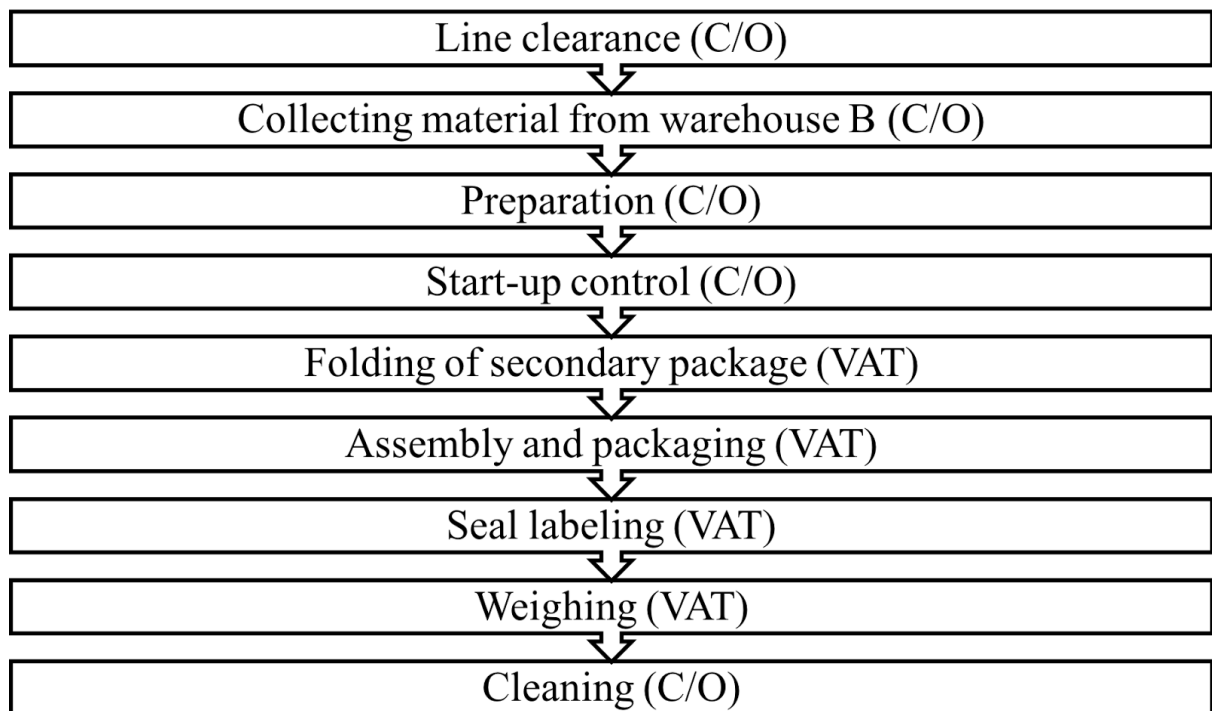 Line clearance (C/O)
Collecting material from warehouse B (C/O)
Preparation (C/O)
Start-up control (C/O)
Folding of secondary package (VAT)
Assembly and packaging (VAT)
Seal labeling (VAT)
Weighing (VAT)
Cleaning (C/O)